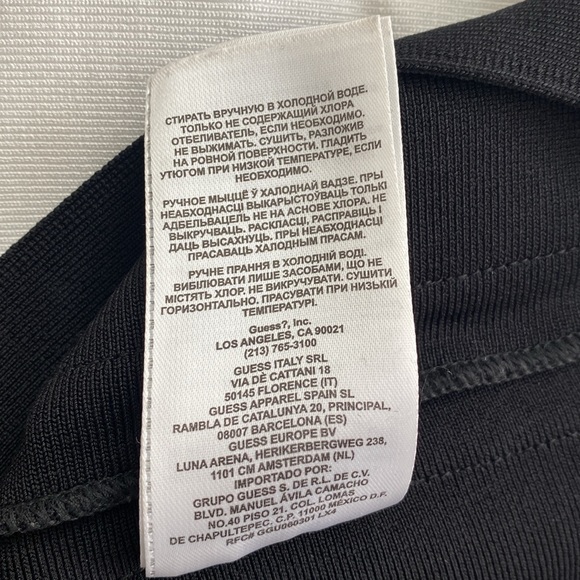 СТИРАТЬ ВРУЧНУЮ В ХОЛОДНОЙ ВОДЕ.
ТОЛЬКО НЕ СОДЕРЖАЩИЙ ХЛОРА
ОТБЕЛИВАТЕЛЬ, ЕСЛИ НЕОБХОДИМО.
НЕ ВЫЖИМАТЬ. СУШИТЬ, РАЗЛОЖИВ
НА РОВНОЙ ПОВЕРХНОСТИ. ГЛАДИТЬ
УТЮГОМ ПРИ НИЗКОЙ ТЕМПЕРАТУРЕ, ЕСЛИ
НЕОБХОДИМО.
РУЧНОЕ МЫЦЦЁ Ў ХАЛОДНАЙ ВАДЗЕ. ПРЫ
НЕАБХОДНАСЦІ ВЫКАРЫСТОЎВАЦЬ ТОЛЬКІ
АДБЕЛЬВАЦЕЛЬ НЕ НА АСНОВЕ ХЛОРА. НЕ
ВЫКРУЧВАЦЬ. РАСКЛАСЦІ, РАСПРАВІЦЬ І
ДАЦЬ ВЫСАХНУЦЬ. ПРЫ НЕАБХОДНАСЦІ
ПРАСАВАЦЬ ХАЛОДНЫМ ПРАСАМ.
РУЧНЕ ПРАННЯ В ХОЛОДНІЙ ВОДІ.
ВИБІЛЮВАТИ ЛИШЕ ЗАСОБАМИ, ЩО НЕ
МІСТЯТЬ ХЛОР. НЕ ВИКРУЧУВАТИ. СУШИТИ
ГОРИЗОНТАЛЬНО. ПРАСУВАТИ ПРИ НИЗЬКІЙ
ТЕМПЕРАТУРІ.
Guess?, Inc.
LOS ANGELES, CA 90021
(213) 765-3100
GUESS ITALY SRL
VIA DÈ CATTANI 18
50145 FLORENCE (IT)
GUESS APPAREL SPAIN SL
RAMBLA DE CATALUNYA 20, PRINCIPAL,
08007 BARCELONA (ES)
GUESS EUROPE BV
LUNA ARENA, HERIKERBERGWEG 238,
1101 CM AMSTERDAM (NL)
IMPORTADO POR:
GRUPO GUESS S. DE R.L. DE C.V.
BLVD. MANUEL ÁVILA CAMACHO
NO.40 PISO 21. COL. LOMAS
DE CHAPULTEPEC. C.P. 11000 MÉXICO D.F.
RFC# GGU060301 LX4